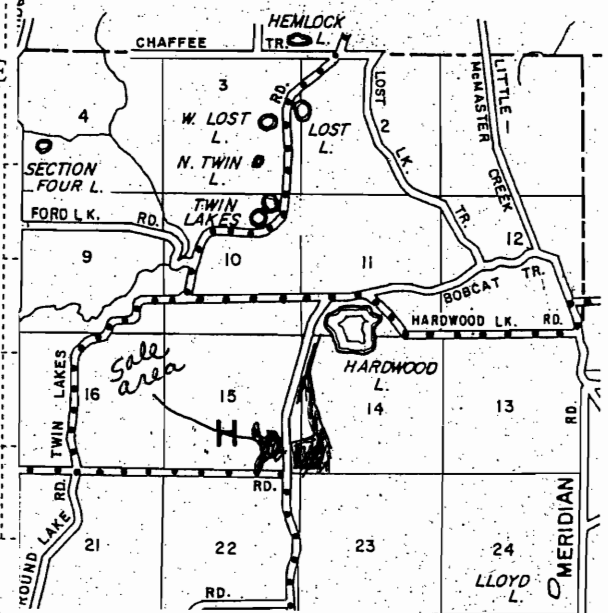 HEMLOCK
L.
CHAFFEE TR.
3
RD.
LOST
2
LK.
TR.
LITTLE -
McMASTER
CREEK
4
W. LOST
L.
LOST
L.
N. TWIN
L.
SECTION
FOUR L.
TWIN
LAKES
FORD LK. RD.
9
10
11
12
BOBCAT TR.
HARDWOOD LK. RD.
HARDWOOD
L.
TWIN LAKES
RD.
Sale
area
16
15
H
14
13
RD.
MERIDIAN
RD.
ROUND LAKE
21
22
23
24
LLOYD
L.
RD.